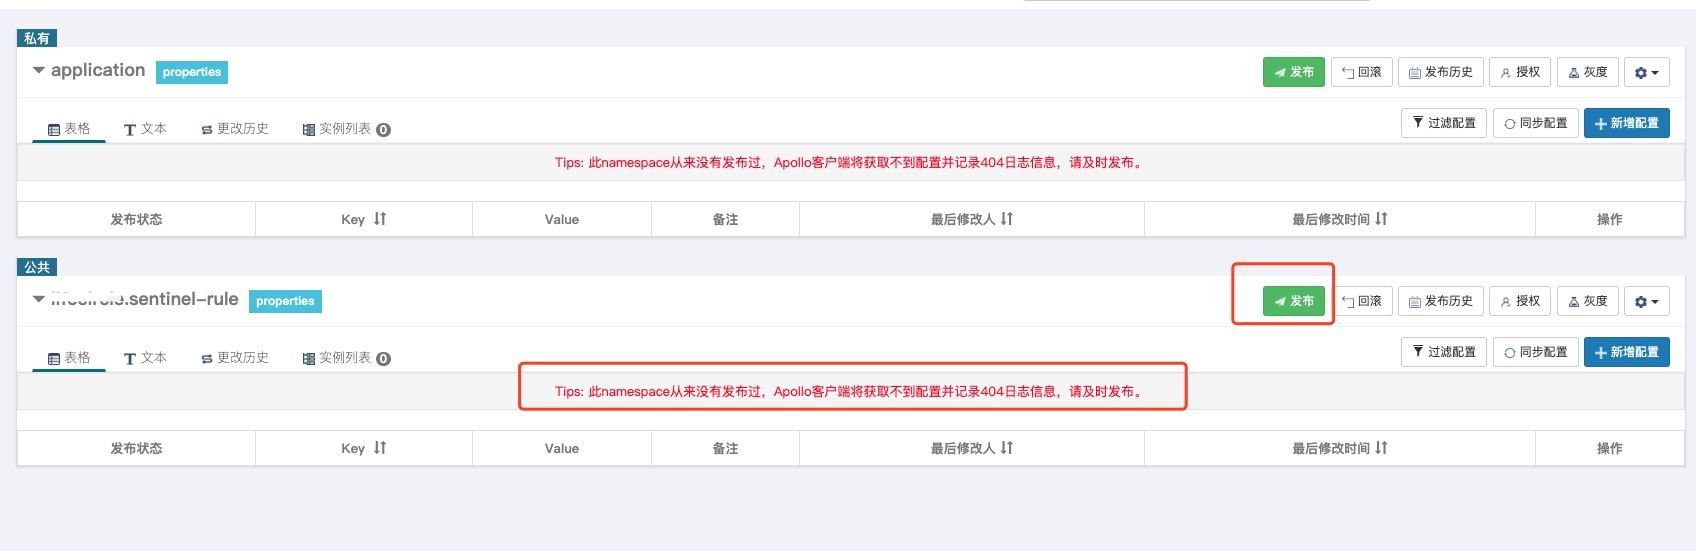 私有
application properties 发布 回滚 发布历史 授权 灰度
表格 文本 更改历史 实例列表 0 过滤配置 同步配置 新增配置
Tips: 此namespace从来没有发布过，Apollo客户端将获取不到配置并记录404日志信息，请及时发布。
发布状态 Key Value 备注 最后修改人 最后修改时间 操作
公共
.sentinel-rule properties 发布 回滚 发布历史 授权 灰度
表格 文本 更改历史 实例列表 0 过滤配置 同步配置 新增配置
Tips: 此namespace从来没有发布过，Apollo客户端将获取不到配置并记录404日志信息，请及时发布。
发布状态 Key Value 备注 最后修改人 最后修改时间 操作